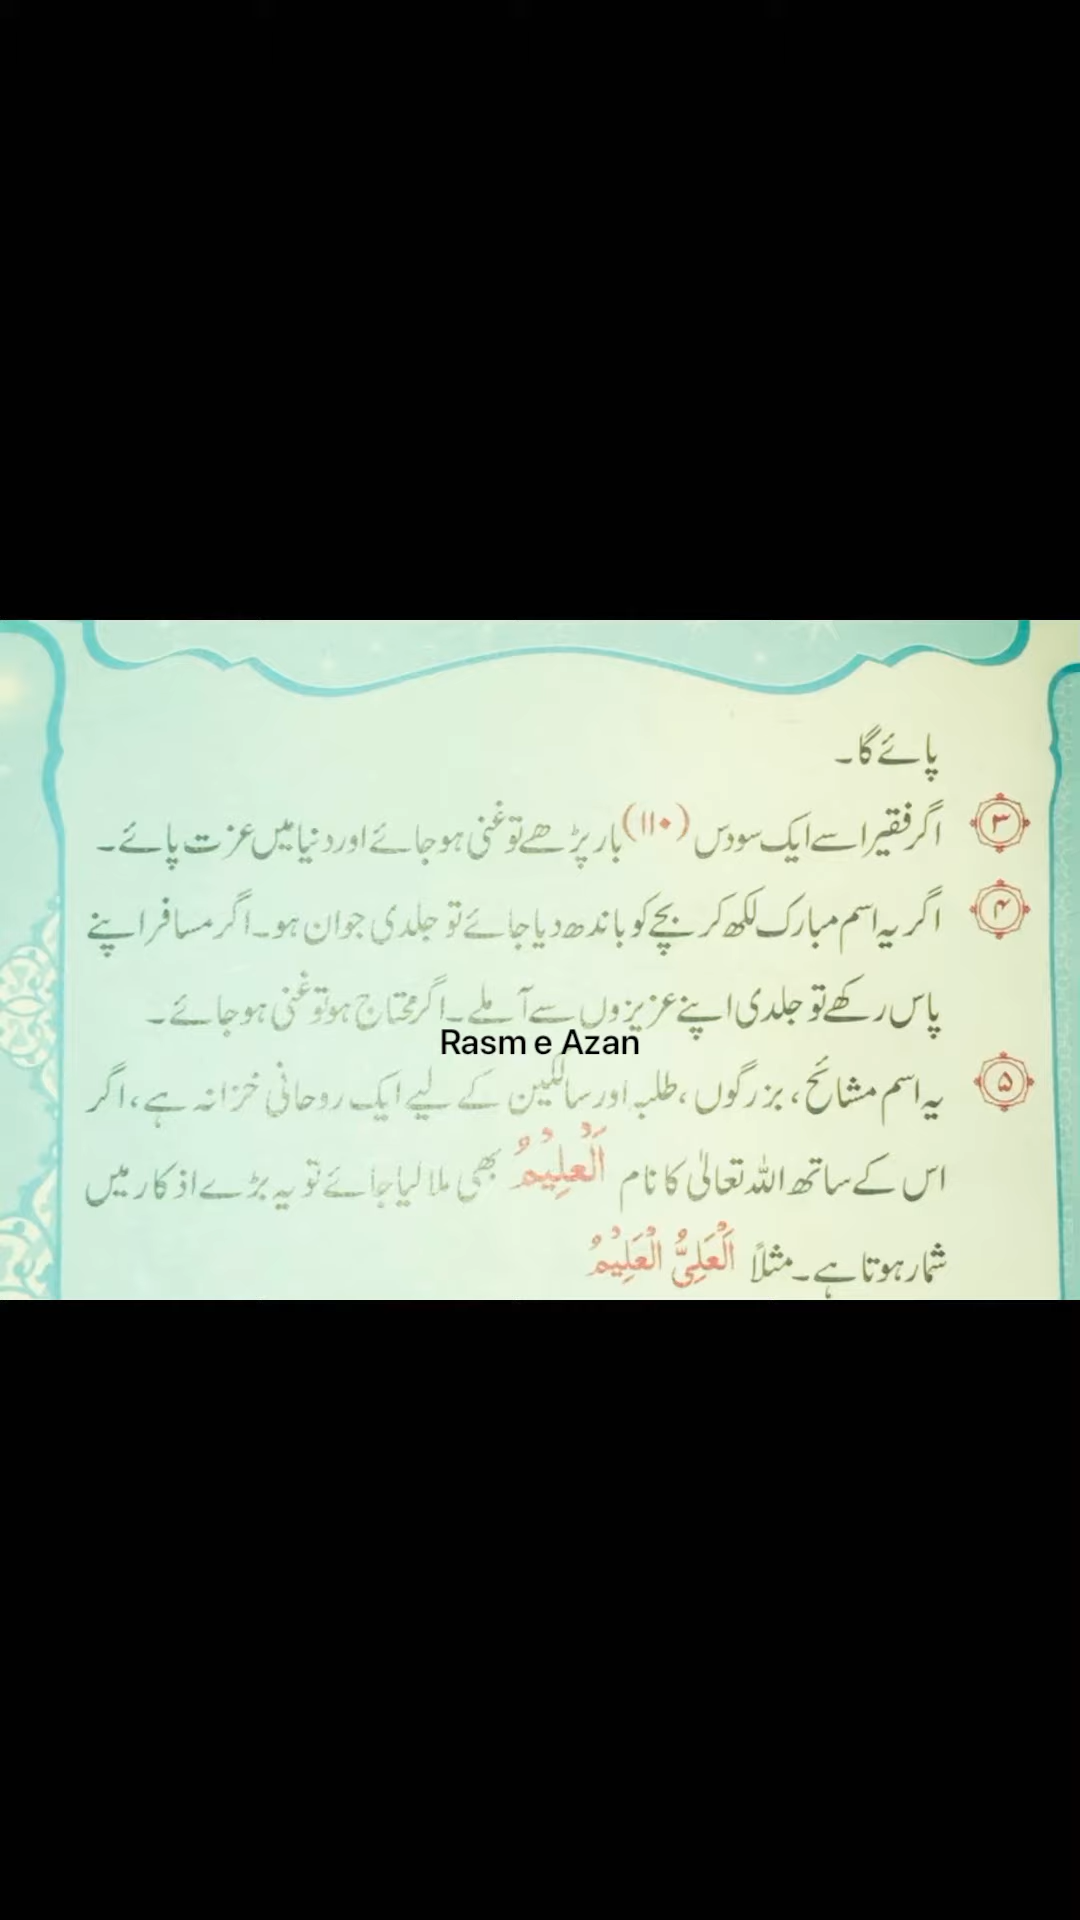 پائے گا۔
۳ اگر فقیر اسے ایک سو دس (۱۱۰) بار پڑھے تو غنی ہو جائے اور دنیا میں عزت پائے۔
۴ اگر یہ اسم مبارک لکھ کر بچے کو باندھ دیا جائے تو جلدی جوان ہو۔ اگر مسافر اپنے
پاس رکھے تو جلدی اپنے عزیزوں سے آملے۔ اگر محتاج ہو تو غنی ہو جائے۔
Rasm e Azan
۵ یہ اسم مشائخ، بزرگوں، طلبہ اور سالکین کے لیے ایک روحانی خزانہ ہے، اگر
اس کے ساتھ اللہ تعالیٰ کا نام اَلْعَلِیْمُ بھی ملا لیا جائے تو یہ بڑے اذکار میں
شمار ہوتا ہے۔ مثلاً اَلْعَلِیُّ الْعَلِیْمُ